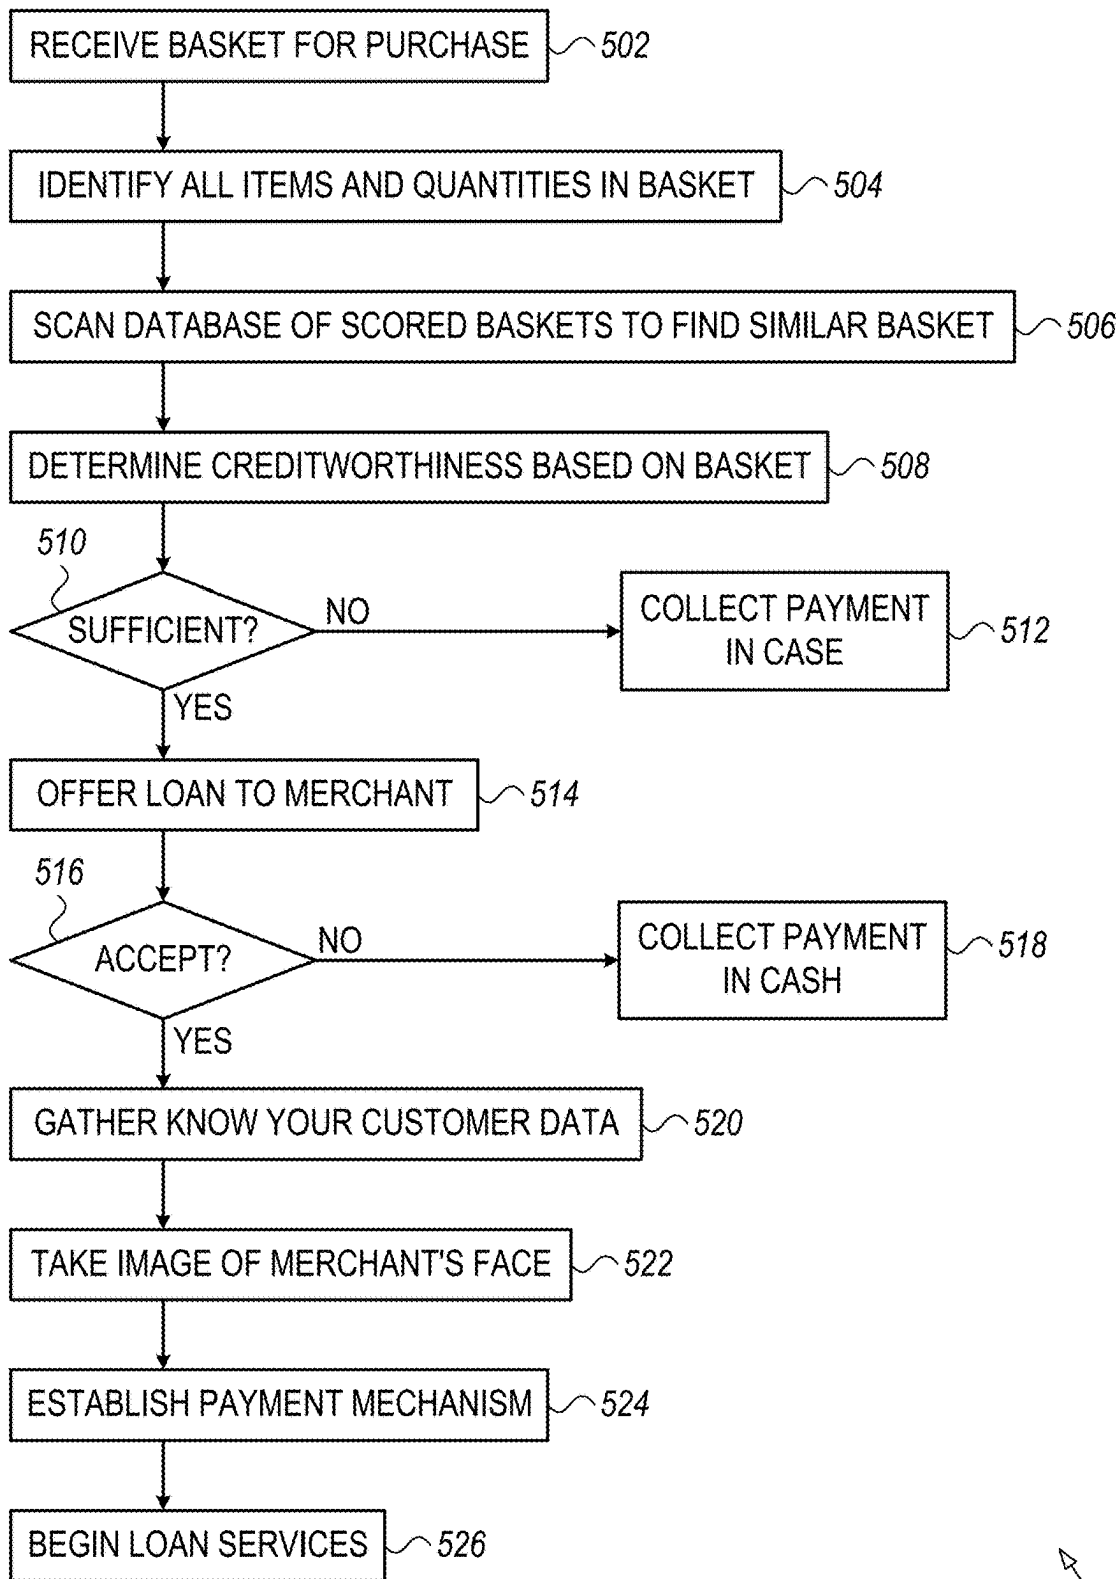 RECEIVE BASKET FOR PURCHASE 502
IDENTIFY ALL ITEMS AND QUANTITIES IN BASKET 504
SCAN DATABASE OF SCORED BASKETS TO FIND SIMILAR BASKET 506
DETERMINE CREDITWORTHINESS BASED ON BASKET 508
510
SUFFICIENT?
NO
COLLECT PAYMENT
IN CASE
512
YES
OFFER LOAN TO MERCHANT 514
516
ACCEPT?
NO
COLLECT PAYMENT
IN CASH
518
YES
GATHER KNOW YOUR CUSTOMER DATA 520
TAKE IMAGE OF MERCHANT'S FACE 522
ESTABLISH PAYMENT MECHANISM 524
BEGIN LOAN SERVICES 526